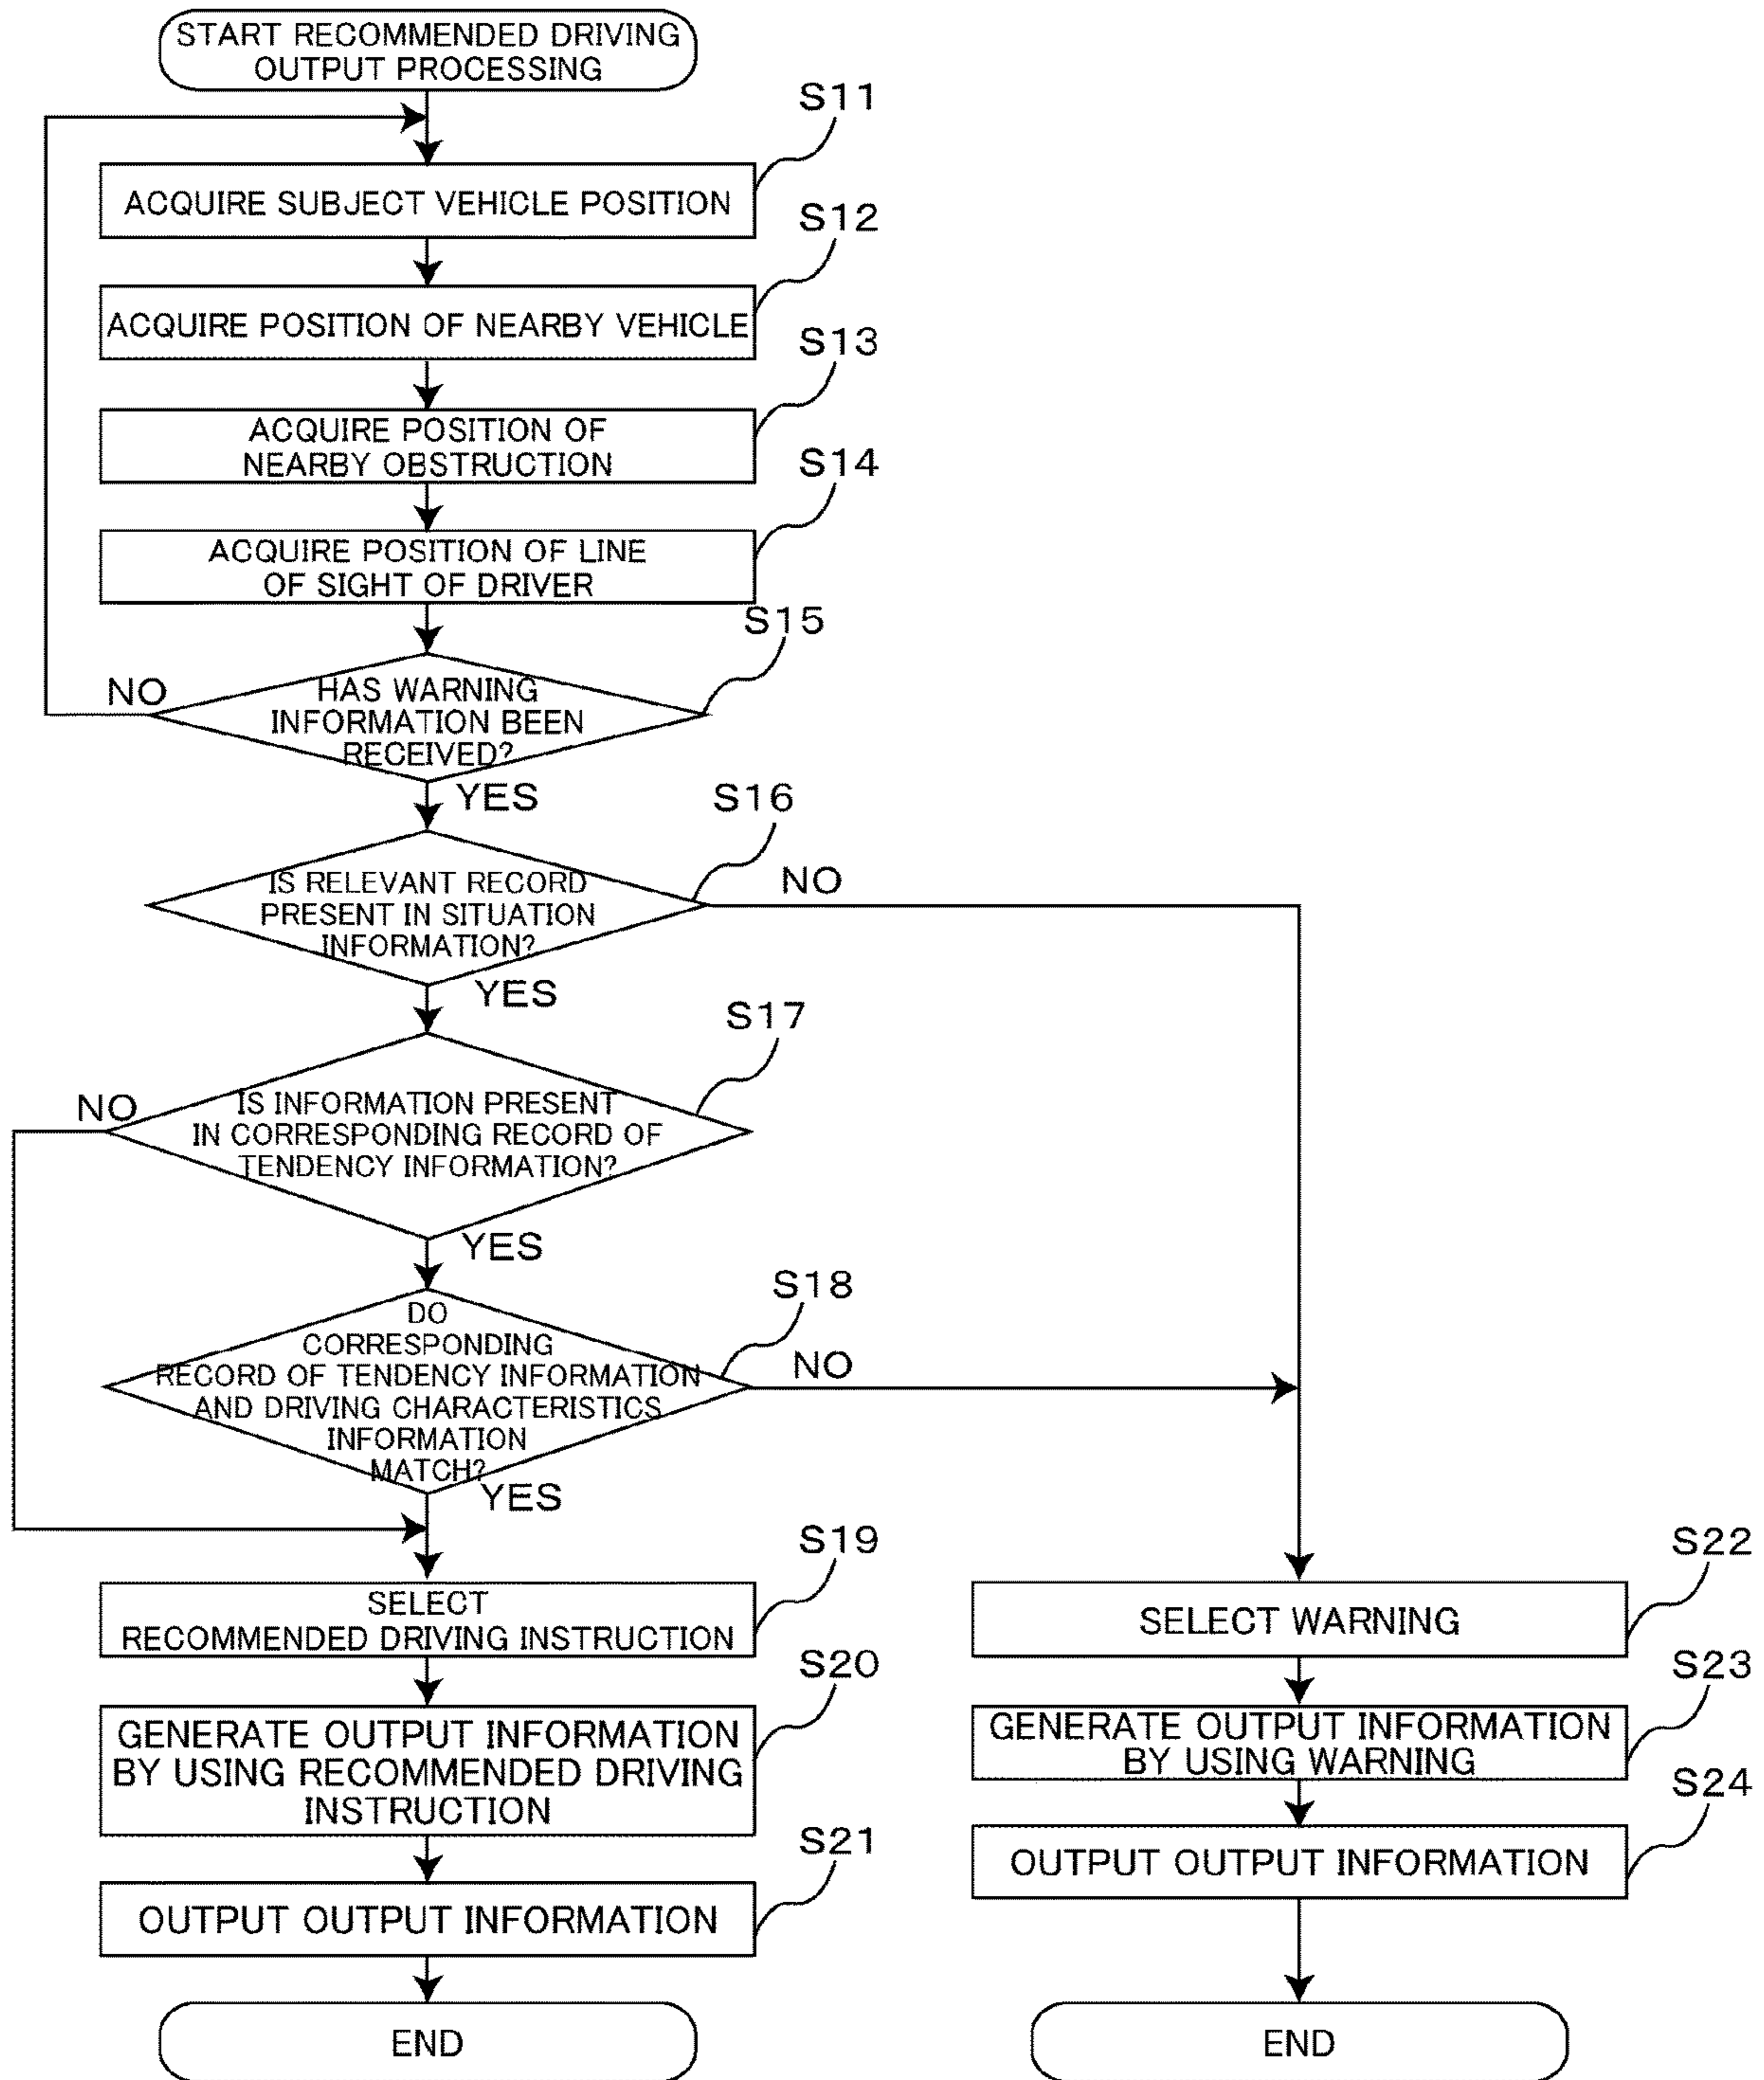 START RECOMMENDED DRIVING
OUTPUT PROCESSING
S11
ACQUIRE SUBJECT VEHICLE POSITION
S12
ACQUIRE POSITION OF NEARBY VEHICLE
S13
ACQUIRE POSITION OF
NEARBY OBSTRUCTION
S14
ACQUIRE POSITION OF LINE
OF SIGHT OF DRIVER
S15
NO
HAS WARNING
INFORMATION BEEN
RECEIVED?
YES
S16
IS RELEVANT RECORD
PRESENT IN SITUATION
INFORMATION?
NO
YES
S17
NO
IS INFORMATION PRESENT
IN CORRESPONDING RECORD OF
TENDENCY INFORMATION?
YES
S18
DO
CORRESPONDING
RECORD OF TENDENCY INFORMATION
AND DRIVING CHARACTERISTICS
INFORMATION
MATCH?
NO
YES
S19
SELECT
RECOMMENDED DRIVING INSTRUCTION
S20
GENERATE OUTPUT INFORMATION
BY USING RECOMMENDED DRIVING
INSTRUCTION
S21
OUTPUT OUTPUT INFORMATION
END
S22
SELECT WARNING
S23
GENERATE OUTPUT INFORMATION
BY USING WARNING
S24
OUTPUT OUTPUT INFORMATION
END